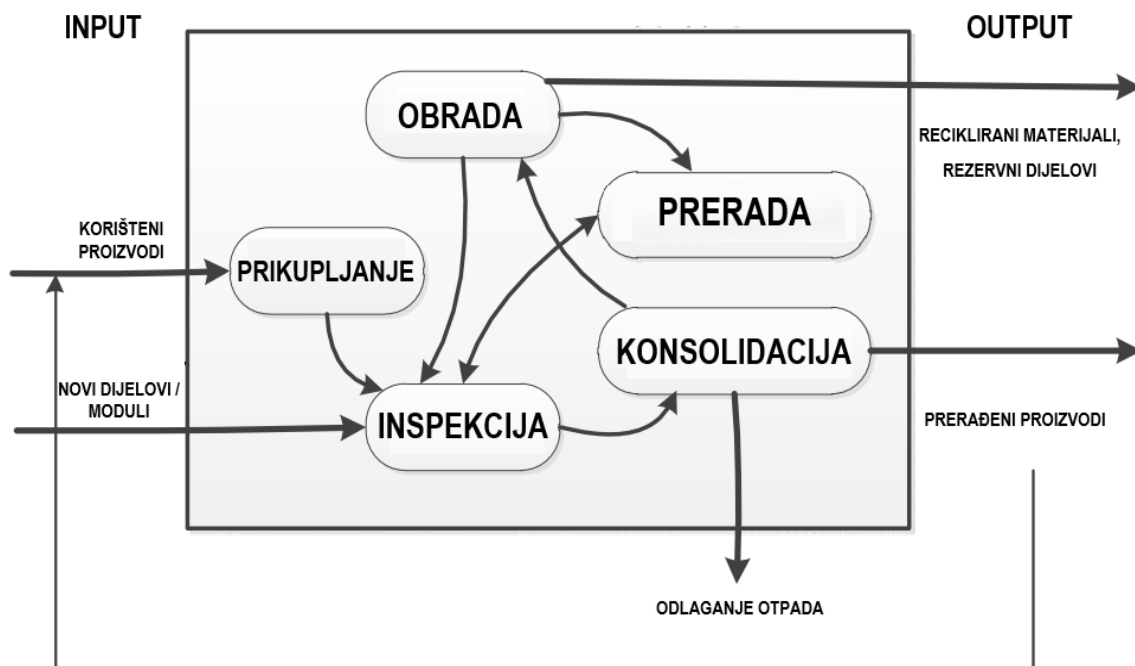 INPUT
OUTPUT
OBRADA
RECIKLIRANI MATERIJALI,
REZERVNI DIJELOVI
PRERADA
KORIŠTENI
PROIZVODI
PRIKUPLJANJE
KONSOLIDACIJA
NOVI DIJELOVI /
MODULI
INSPEKCIJA
PRERAĐENI PROIZVODI
ODLAGANJE OTPADA